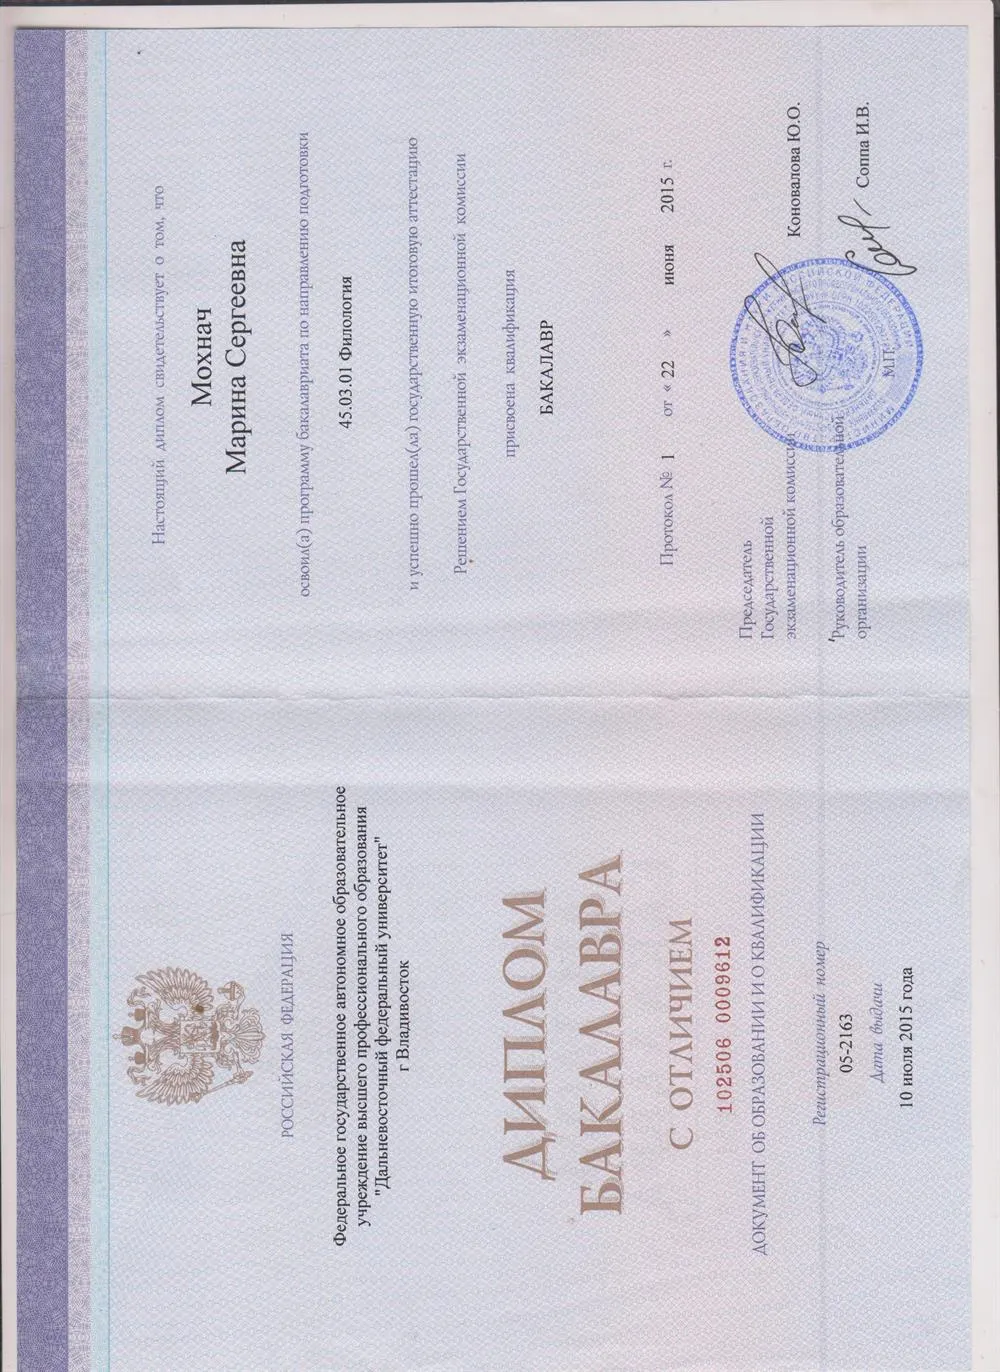 РОССИЙСКАЯ ФЕДЕРАЦИЯ
Федеральное государственное автономное образовательное
учреждение высшего профессионального образования
"Дальневосточный федеральный университет"
г Владивосток
ДИПЛОМ
БАКАЛАВРА
С ОТЛИЧИЕМ
102506 0009612
ДОКУМЕНТ ОБ ОБРАЗОВАНИИ И О КВАЛИФИКАЦИИ
Регистрационный номер
05-2163
Дата выдачи
10 июля 2015 года
Настоящий диплом свидетельствует о том, что
Мохнач
Марина Сергеевна
освоил(а) программу бакалавриата по направлению подготовки
45.03.01 Филология
и успешно прошел(ла) государственную итоговую аттестацию
Решением Государственной экзаменационной комиссии
присвоена квалификация
БАКАЛАВР
Протокол № 1 от « 22 » июня 2015 г.
Председатель
Государственной
экзаменационной комиссии Коновалова Ю.О.
Руководитель образовательной
организации Соппа И.В.
М.П.